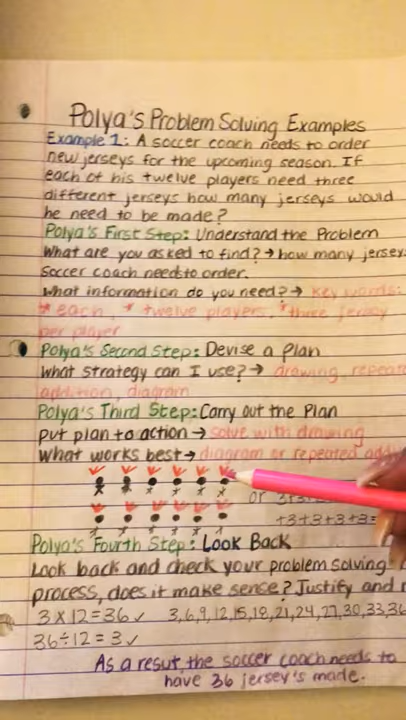 Polya's Problem Solving Examples
Example 1: A soccer coach needs to order
new jerseys for the upcoming season. If
each of his twelve players need three
different jerseys how many jerseys would
he need to be made?
Polya's First Step: Understand the Problem
What are you asked to find? → how many jersey
soccer coach needs to order.
What information do you need? → key words:
* each, * twelve players, * three jersey
per player
Polya's Second Step: Devise a Plan
What strategy can I use? → drawing, repeate
addition, diagram
Polya's Third Step: Carry out the Plan
put plan to action → solve with drawing
What works best → diagram or repeated add
or 3+3+
+3+3+3+3=
Polya's Fourth Step: Look Back
Look back and check your problem solving
process, does it make sense? Justify and
3 x 12 = 36 ✓ 3,6,9,12,15,18,21,24,27,30,33,36
36 ÷ 12 = 3 ✓
As a resut, the soccer coach needs to
have 36 jersey's made.